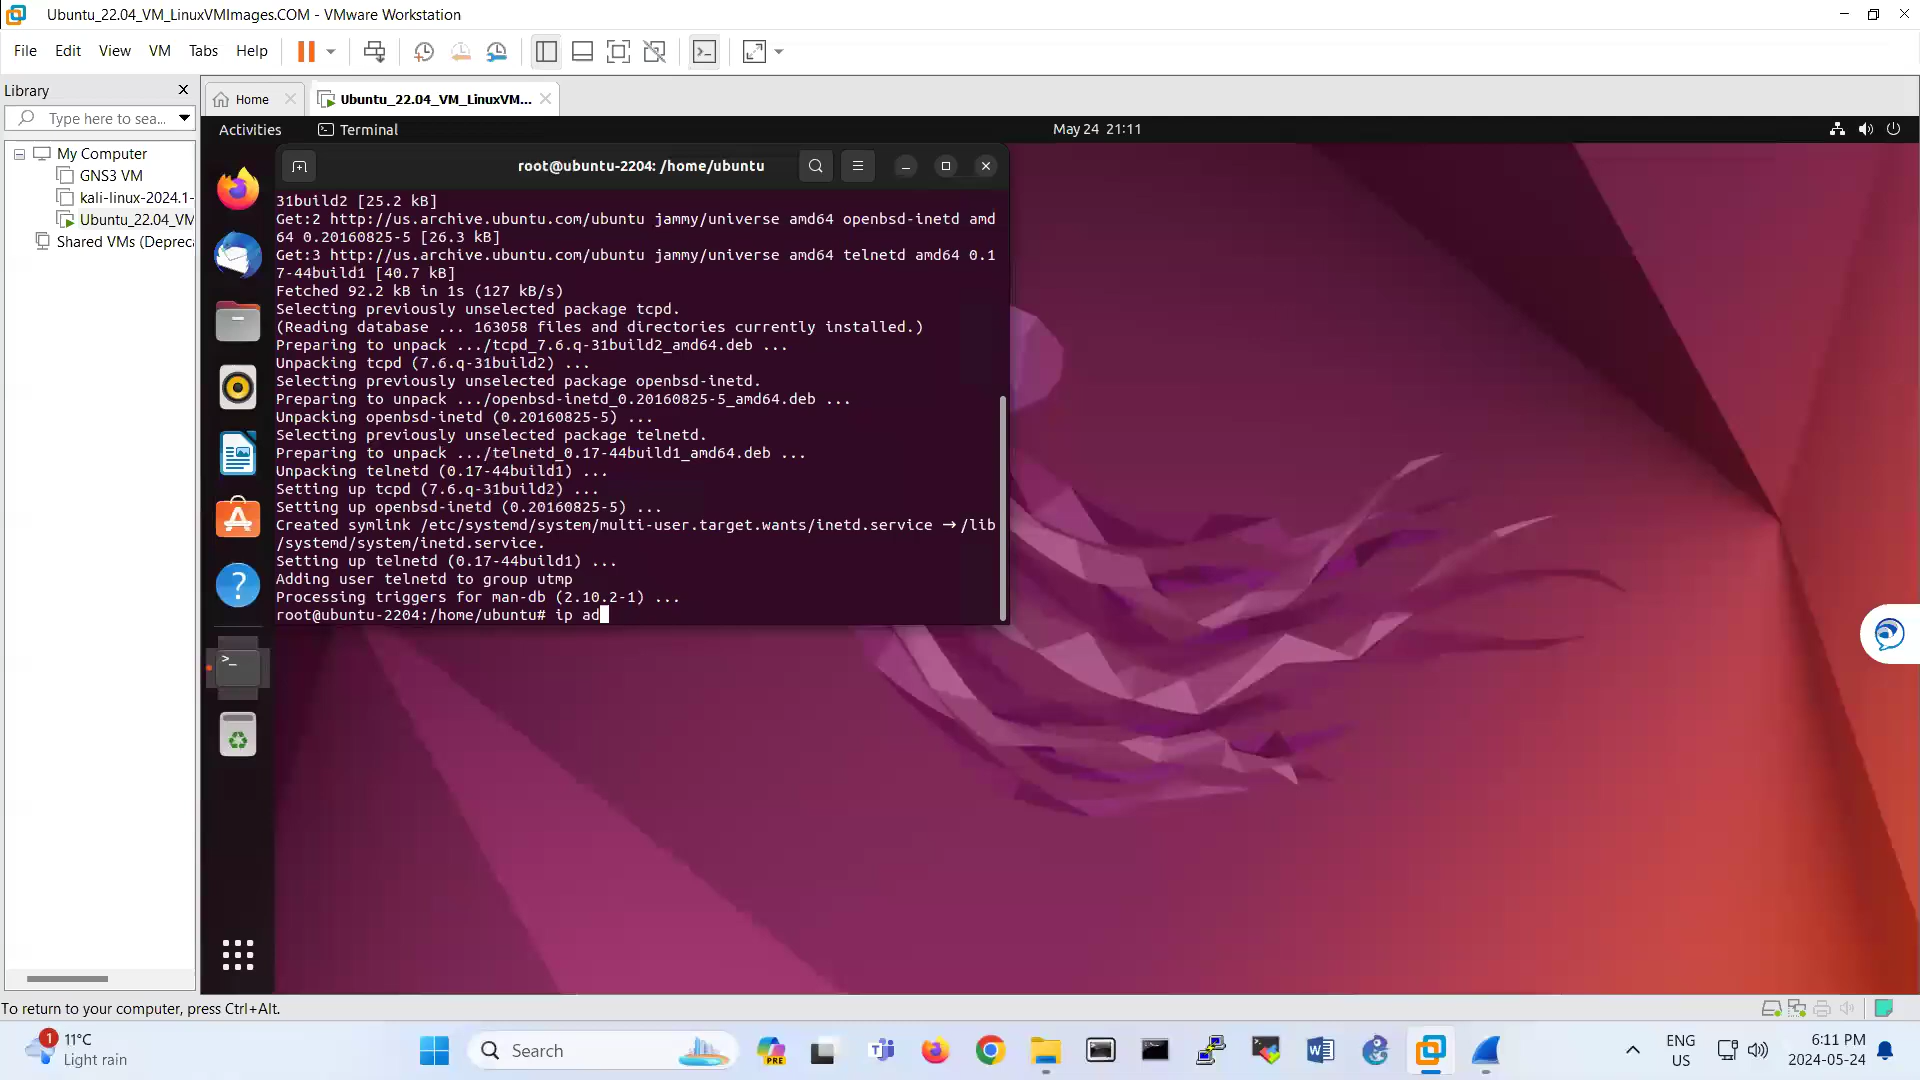 Ubuntu_22.04_VM_LinuxVMImages.COM - VMware Workstation
File Edit View VM Tabs Help
Library
Home
Ubuntu_22.04_VM_LinuxVM...
Type here to sea...
My Computer
GNS3 VM
kali-linux-2024.1-
Ubuntu_22.04_VM
Shared VMs (Depreca
Activities
Terminal
May 24 21:11
root@ubuntu-2204: /home/ubuntu
31build2 [25.2 kB]
Get:2 http://us.archive.ubuntu.com/ubuntu jammy/universe amd64 openbsd-inetd amd
64 0.20160825-5 [26.3 kB]
Get:3 http://us.archive.ubuntu.com/ubuntu jammy/universe amd64 telnetd amd64 0.1
7-44build1 [40.7 kB]
Fetched 92.2 kB in 1s (127 kB/s)
Selecting previously unselected package tcpd.
(Reading database ... 163058 files and directories currently installed.)
Preparing to unpack .../tcpd_7.6.q-31build2_amd64.deb ...
Unpacking tcpd (7.6.q-31build2) ...
Selecting previously unselected package openbsd-inetd.
Preparing to unpack .../openbsd-inetd_0.20160825-5_amd64.deb ...
Unpacking openbsd-inetd (0.20160825-5) ...
Selecting previously unselected package telnetd.
Preparing to unpack .../telnetd_0.17-44build1_amd64.deb ...
Unpacking telnetd (0.17-44build1) ...
Setting up tcpd (7.6.q-31build2) ...
Setting up openbsd-inetd (0.20160825-5) ...
Created symlink /etc/systemd/system/multi-user.target.wants/inetd.service → /lib
/systemd/system/inetd.service.
Setting up telnetd (0.17-44build1) ...
Adding user telnetd to group utmp
Processing triggers for man-db (2.10.2-1) ...
root@ubuntu-2204:/home/ubuntu# ip ad
To return to your computer, press Ctrl+Alt.
1
11°C
Light rain
Search
PRE
ENG
US
6:11 PM
2024-05-24